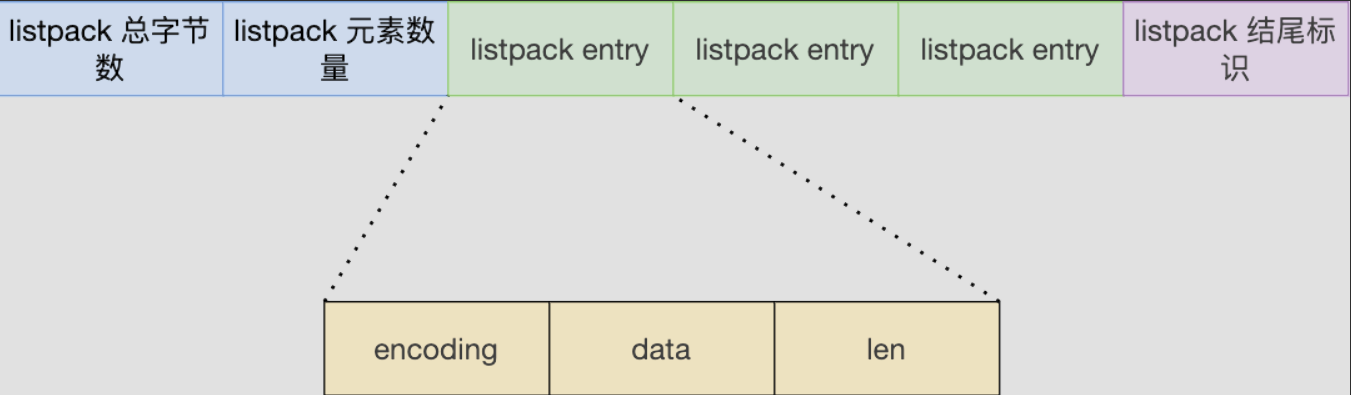 listpack 总字节
数
listpack 元素数
量
listpack entry
listpack entry
listpack entry
listpack 结尾标
识
encoding
data
len